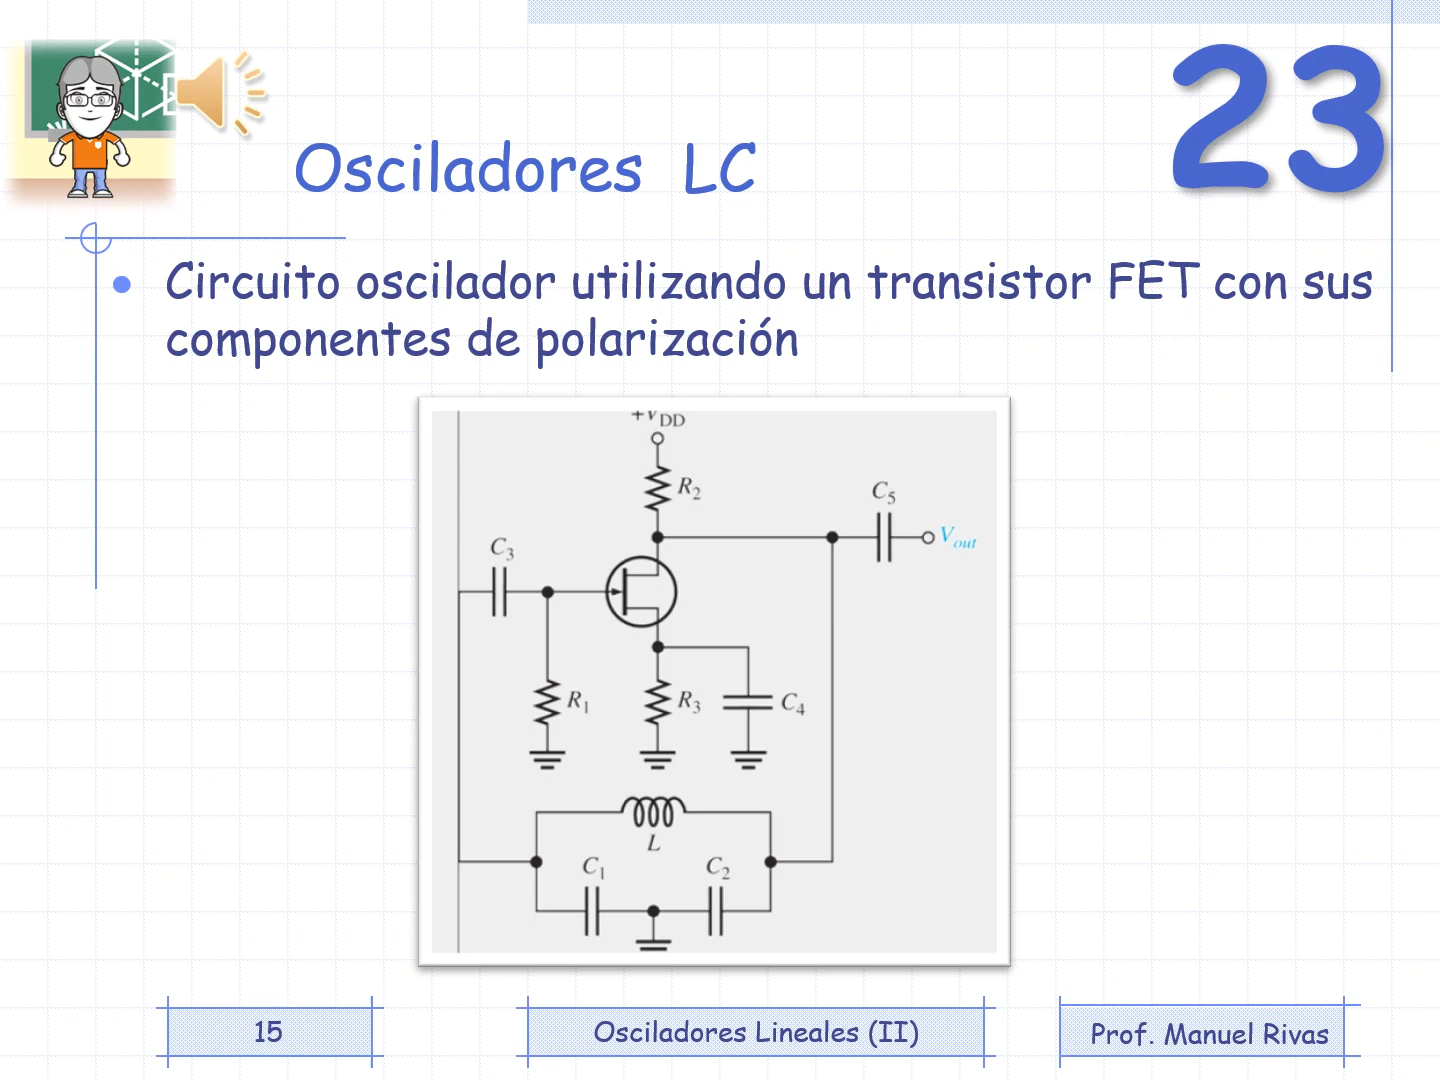 23
Osciladores LC
Circuito oscilador utilizando un transistor FET con sus
componentes de polarización
+VDD
R2
C5
Vout
C3
R1
R3
C4
L
C1
C2
15
Osciladores Lineales (II)
Prof. Manuel Rivas